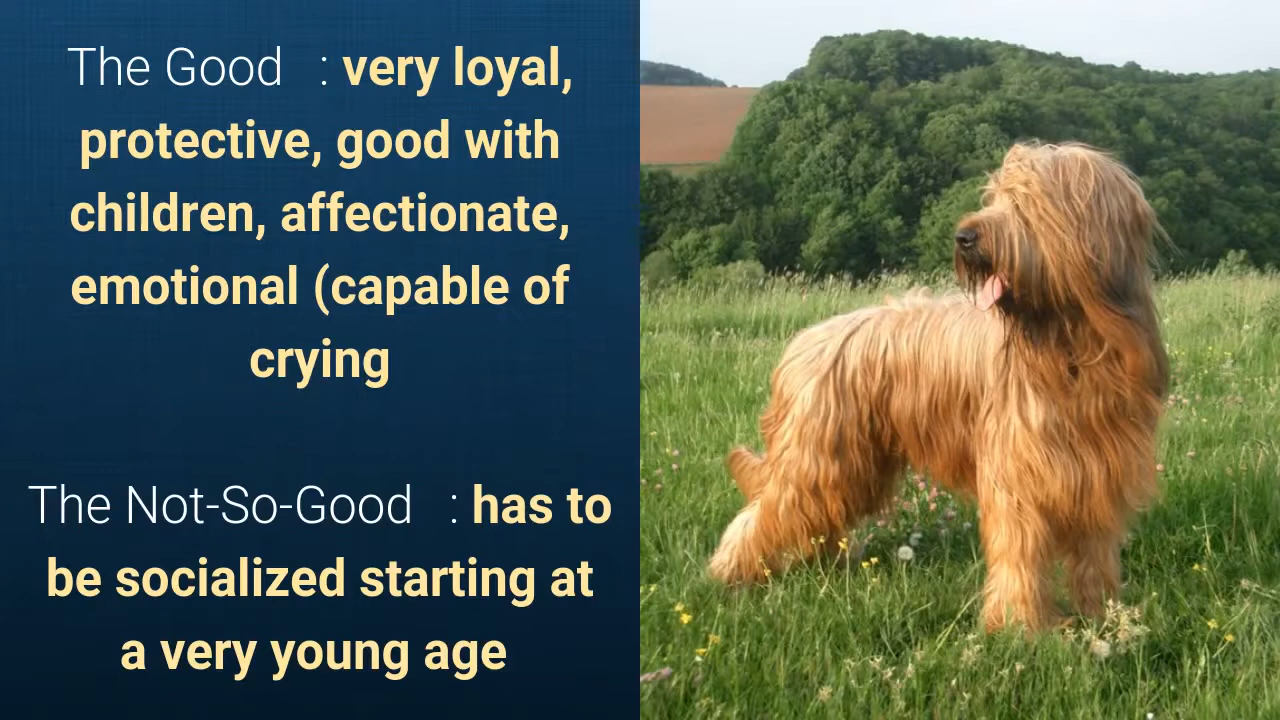 The Good : very loyal,
protective, good with
children, affectionate,
emotional (capable of
crying
The Not-So-Good : has to
be socialized starting at
a very young age